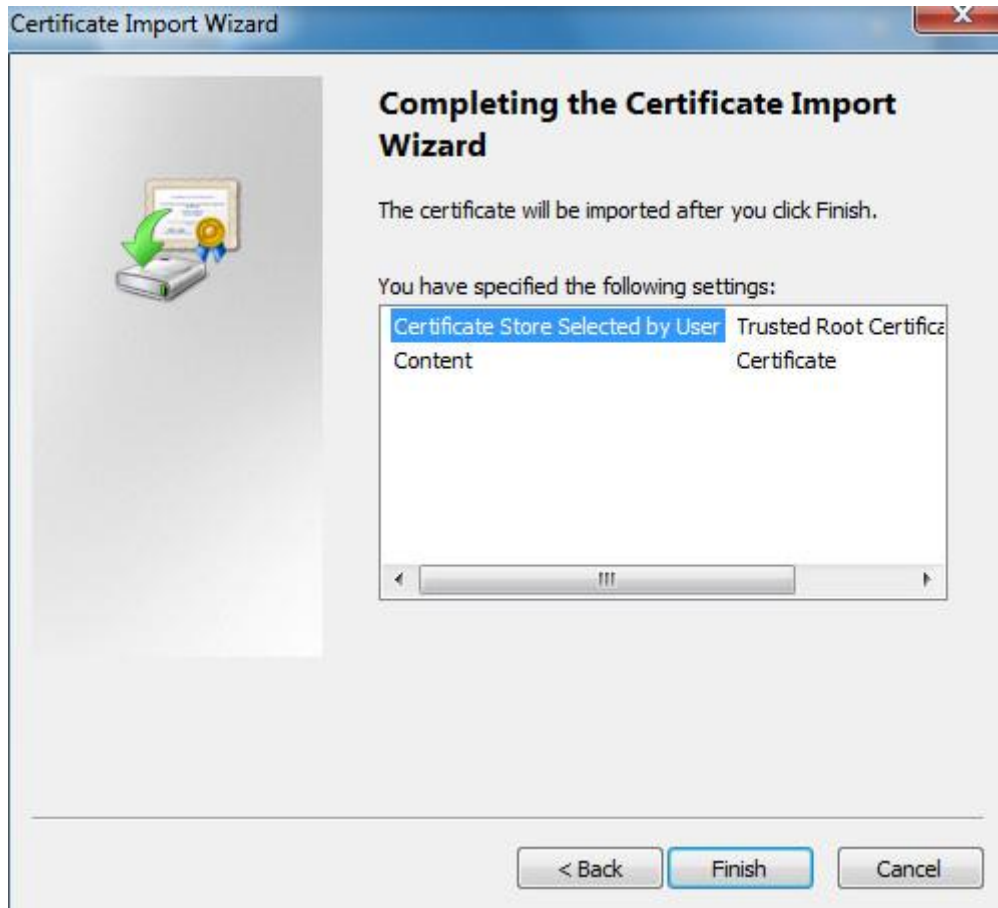 Certificate Import Wizard
Completing the Certificate Import
Wizard
The certificate will be imported after you click Finish.
You have specified the following settings:
Certificate Store Selected by User Trusted Root Certifica
Content Certificate
< Back Finish Cancel